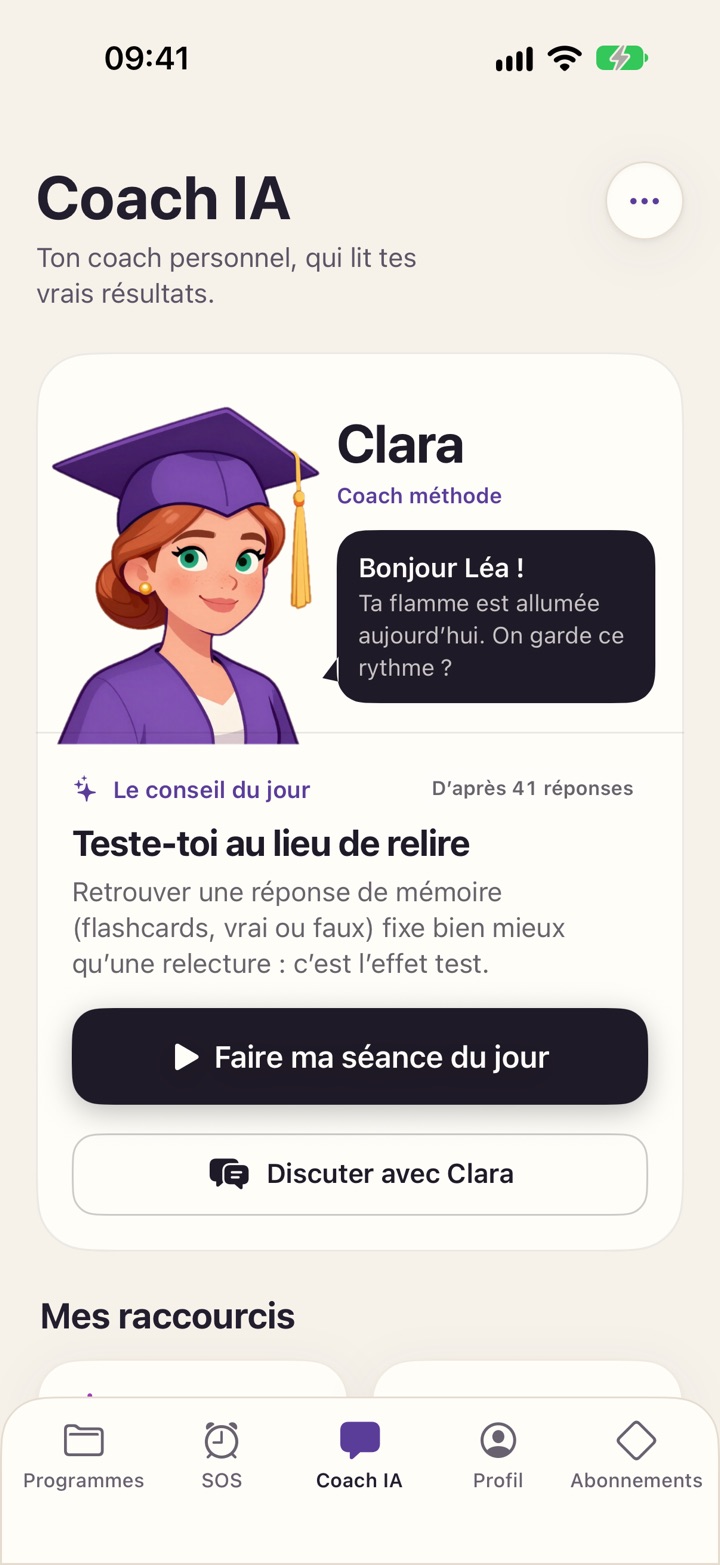 09:41
Coach IA
Ton coach personnel, qui lit tes
vrais résultats.
Clara
Coach méthode
Bonjour Léa !
Ta flamme est allumée
aujourd’hui. On garde ce
rythme ?
Le conseil du jour
D’après 41 réponses
Teste-toi au lieu de relire
Retrouver une réponse de mémoire
(flashcards, vrai ou faux) fixe bien mieux
qu’une relecture : c’est l’effet test.
Faire ma séance du jour
Discuter avec Clara
Mes raccourcis
Programmes
SOS
Coach IA
Profil
Abonnements